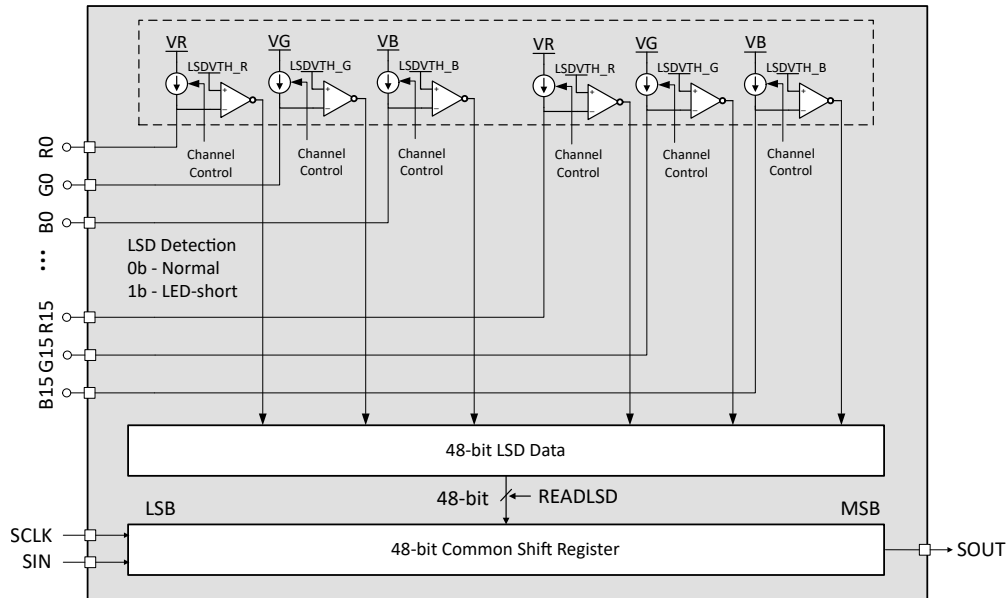 VR VG VB VR VG VB
LSDVTH_R LSDVTH_G LSDVTH_B LSDVTH_R LSDVTH_G LSDVTH_B
+ + + + + +
− − − − − −
Channel Control
Channel Control
Channel Control
Channel Control
Channel Control
Channel Control
R0
G0
B0
...
R15
G15
B15
LSD Detection
0b - Normal
1b - LED-short
48-bit LSD Data
48-bit READLSD
LSB MSB
SCLK
SIN
48-bit Common Shift Register
SOUT